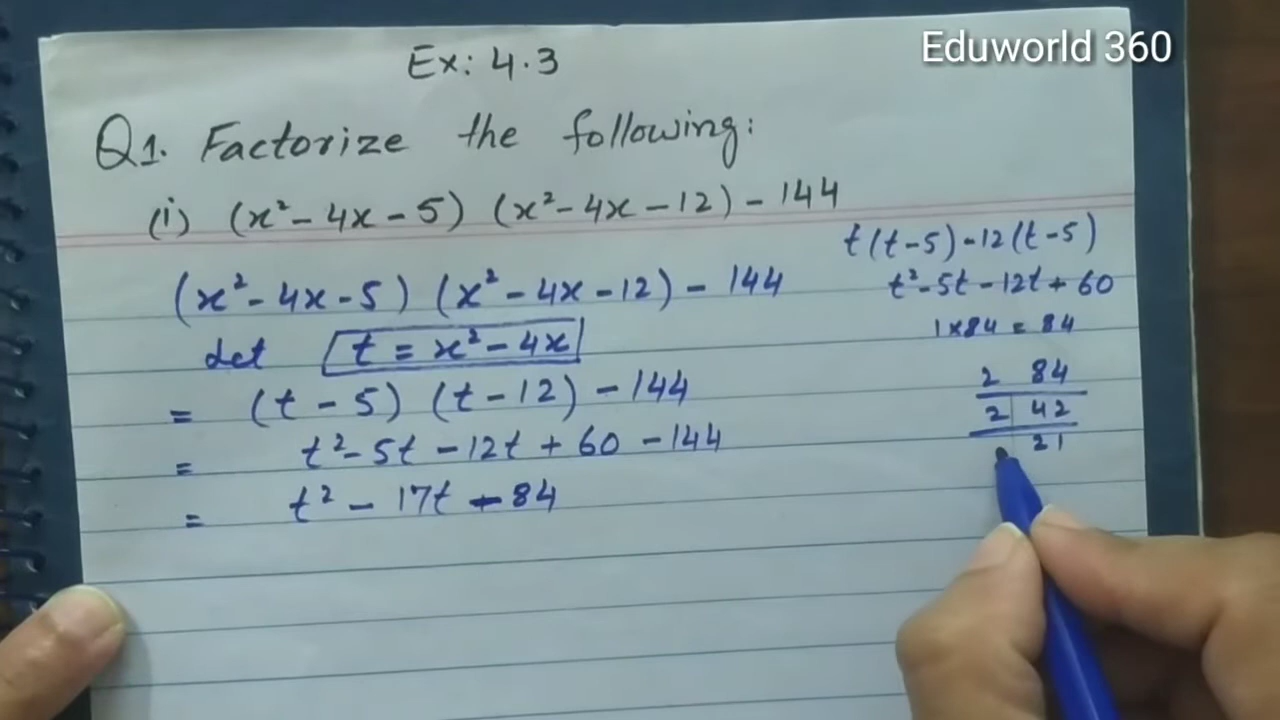 Eduworld 360
Ex: 4.3
Q1. Factorize the following:
(i) (x² - 4x - 5) (x² - 4x - 12) - 144
(x² - 4x - 5) (x² - 4x - 12) - 144
Let t = x² - 4x
= (t - 5) (t - 12) - 144
= t² - 5t - 12t + 60 - 144
= t² - 17t - 84
t(t - 5) - 12(t - 5)
t² - 5t - 12t + 60
1 x 84 = 84
2 84
2 42
21